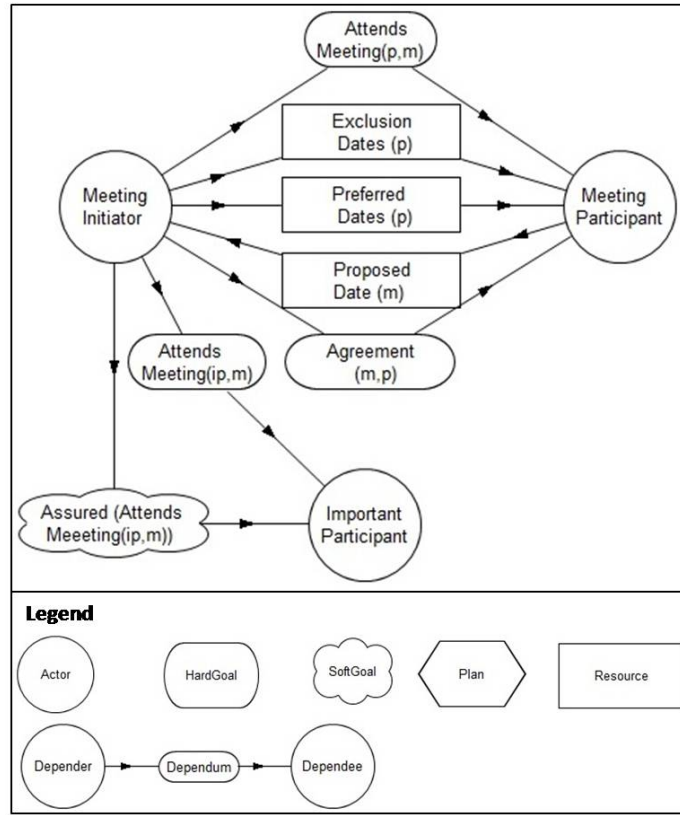 Attends
Meeting(p,m)
Exclusion
Dates (p)
Meeting
Initiator
Preferred
Dates (p)
Meeting
Participant
Proposed
Date (m)
Attends
Meeting(ip,m)
Agreement
(m,p)
Assured (Attends
Meeeting(ip,m))
Important
Participant
Legend
Actor
HardGoal
SoftGoal
Plan
Resource
Depender
Dependum
Dependee